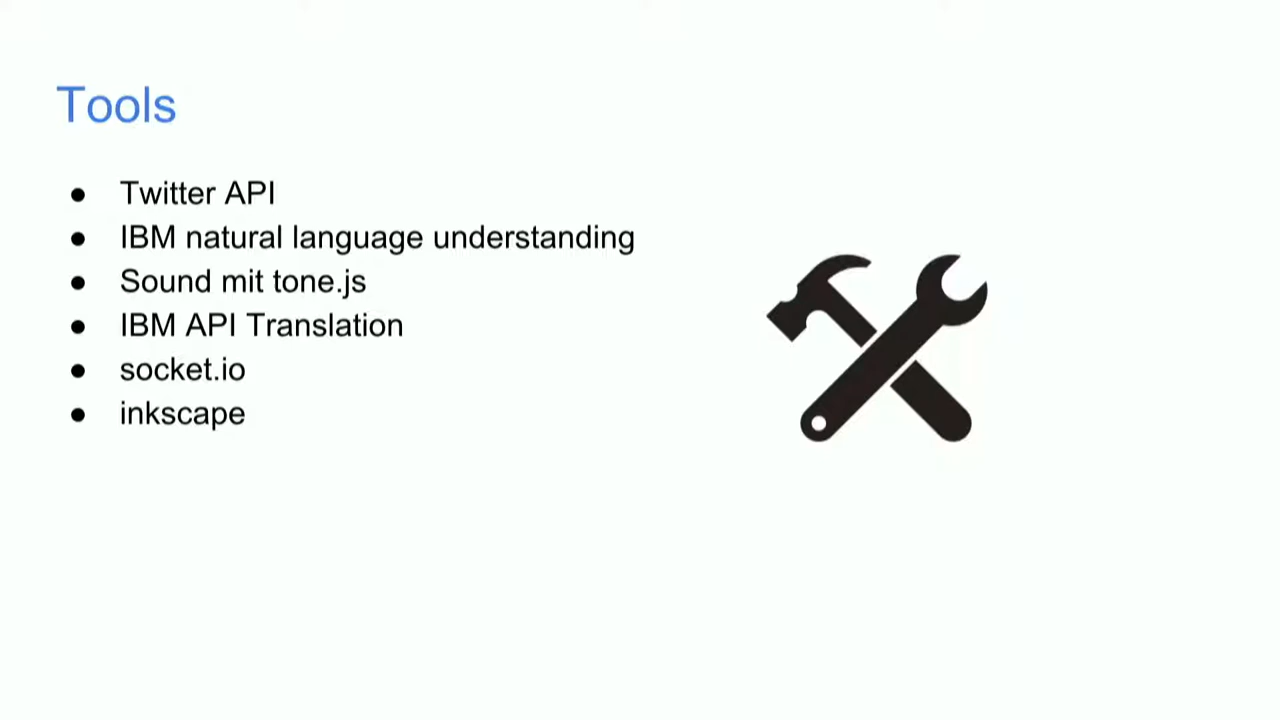 Tools
● Twitter API
● IBM natural language understanding
● Sound mit tone.js
● IBM API Translation
● socket.io
● inkscape